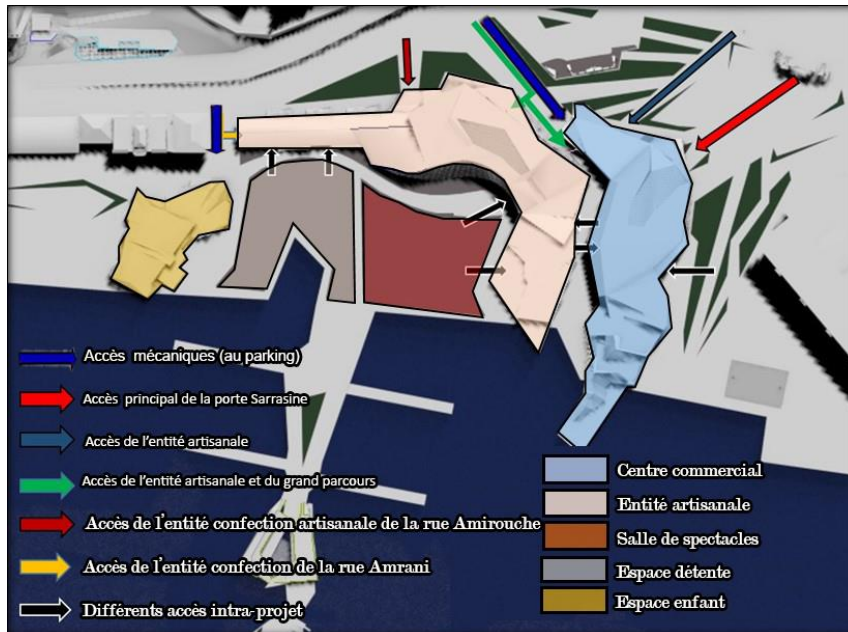 Accès mécaniques (au parking)
Accès principal de la porte Sarrasine
Accès de l'entité artisanale
Accès de l'entité artisanale et du grand parcours
Accès de l'entité confection artisanale de la rue Amirouche
Accès de l'entité confection de la rue Amrani
Différents accès intra-projet
Centre commercial
Entité artisanale
Salle de spectacles
Espace détente
Espace enfant